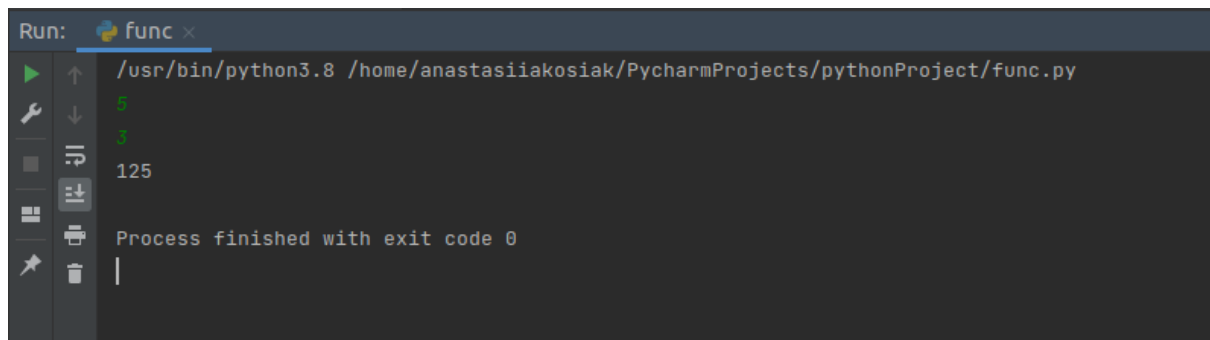 Run: func
/usr/bin/python3.8 /home/anastasiiakosiak/PycharmProjects/pythonProject/func.py
5
3
125
Process finished with exit code 0